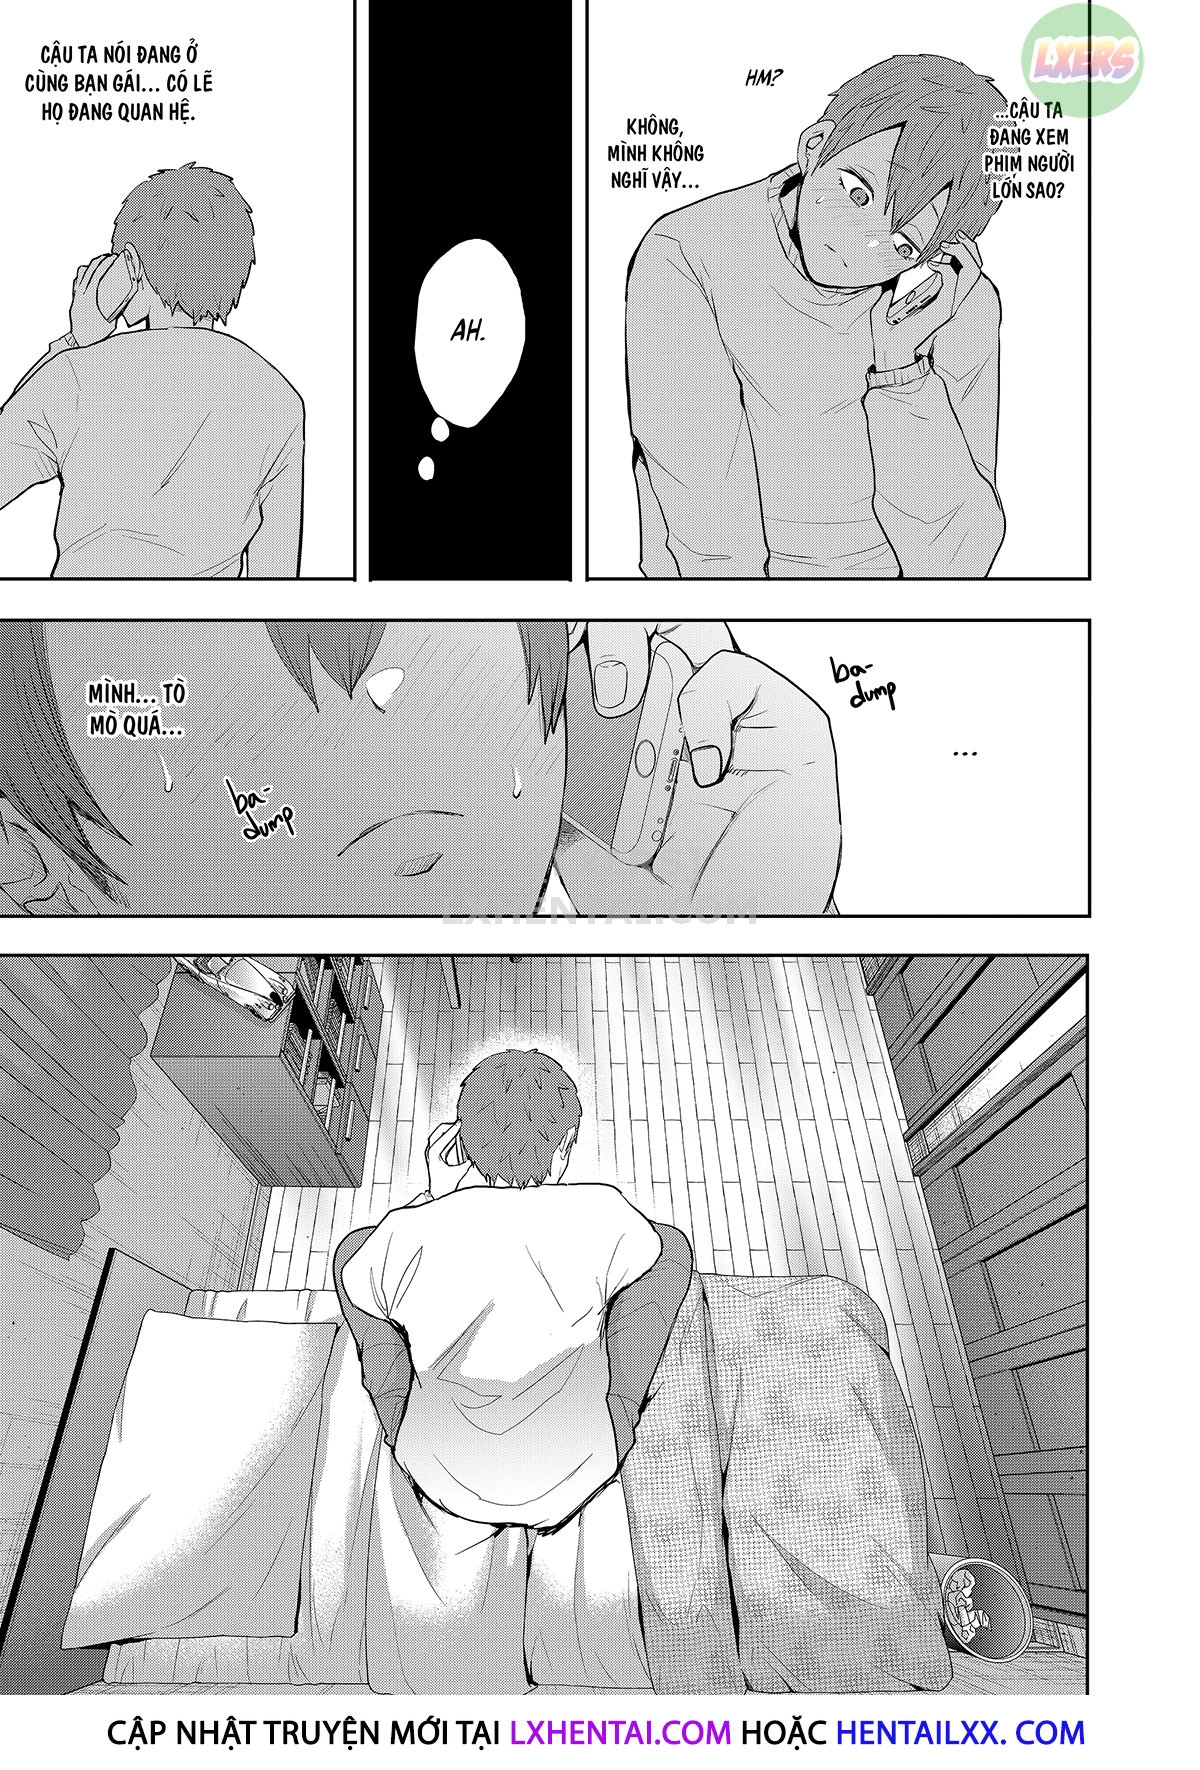 LXERS
HM?
...CẬU TA
ĐANG XEM
PHIM NGƯỜI
LỚN SAO?
KHÔNG,
MÌNH KHÔNG
NGHĨ VẬY...
AH.
CẬU TA NÓI ĐANG Ở
CÙNG BẠN GÁI... CÓ LẼ
HỌ ĐANG QUAN HỆ.
ba-
dump
...
MÌNH... TÒ
MÒ QUÁ...
ba-
dump
LXHENTAI.COM
CẬP NHẬT TRUYỆN MỚI TẠI LXHENTAI.COM HOẶC HENTAILXX. COM